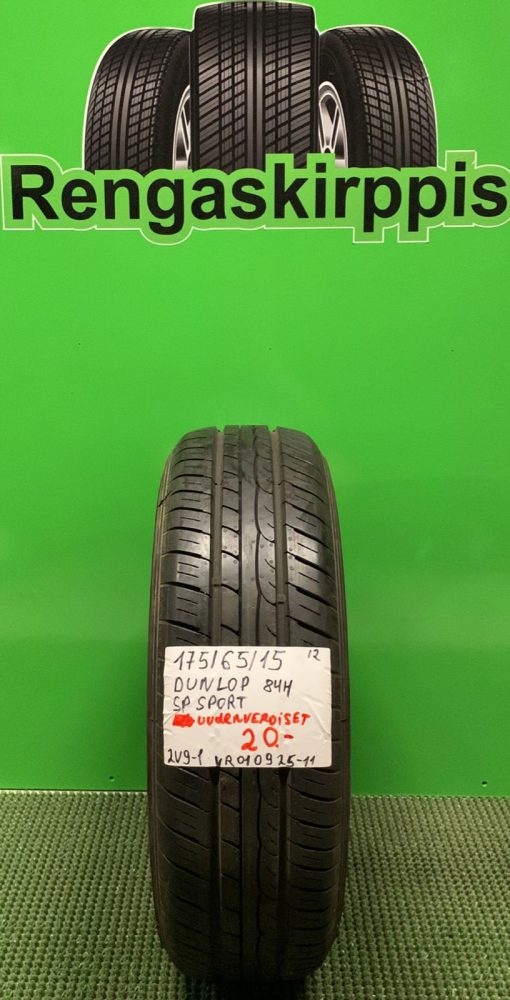 Rengaskirppis
175/65/15 12
DUNLOP 84H
SP SPORT
UUDENVEROISET
20.-
2V9-1 VR010925-11